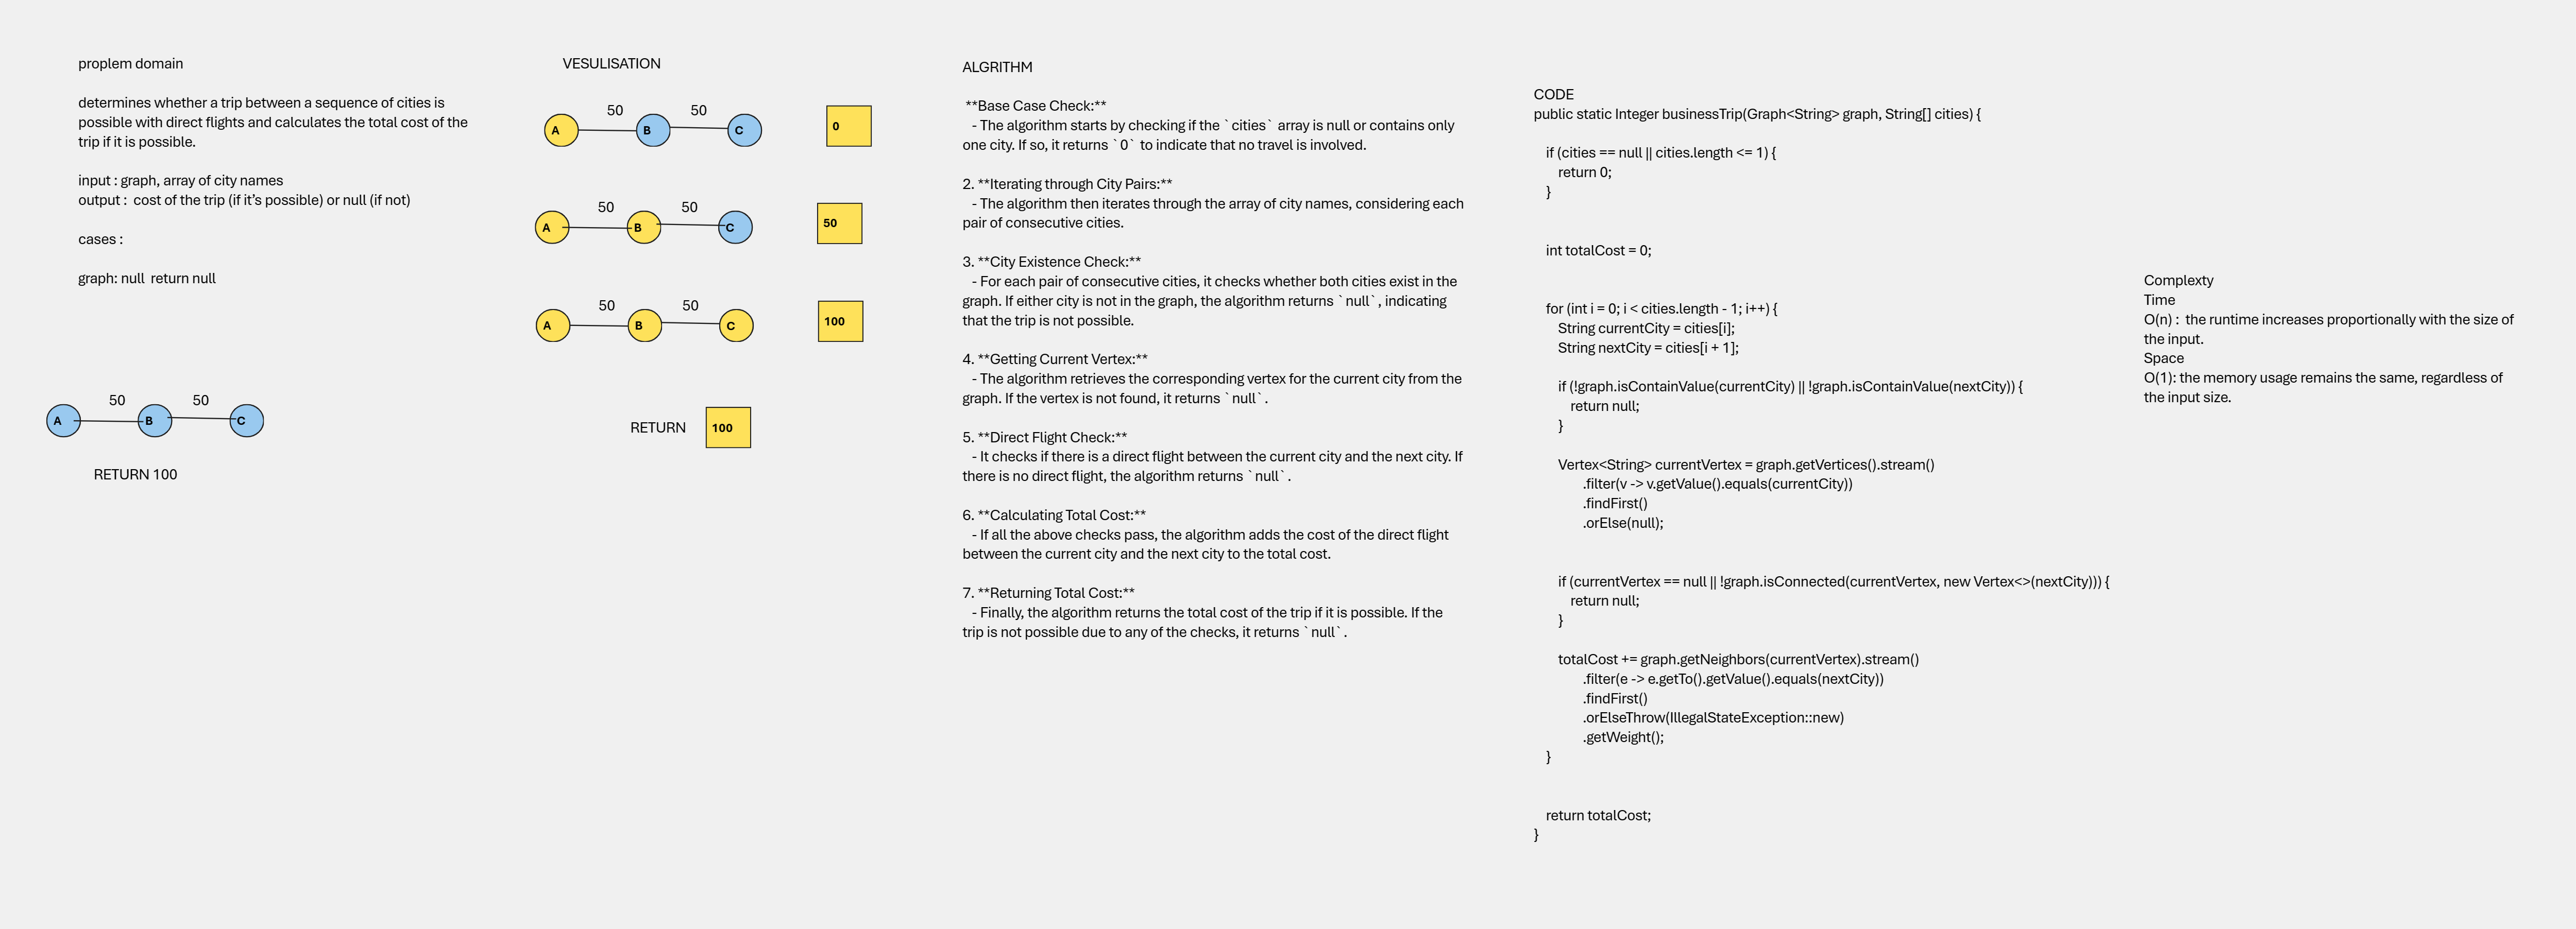 proplem domain
determines whether a trip between a sequence of cities is
possible with direct flights and calculates the total cost of the
trip if it is possible.
input : graph, array of city names
output :  cost of the trip (if it’s possible) or null (if not)
cases :
graph: null  return null
50 50
A B C
RETURN 100
VESULISATION
50 50
A B C 0
50 50
A B C 50
50 50
A B C 100
RETURN 100
ALGRITHM
**Base Case Check:**
- The algorithm starts by checking if the `cities` array is null or contains only
one city. If so, it returns `0` to indicate that no travel is involved.
2. **Iterating through City Pairs:**
- The algorithm then iterates through the array of city names, considering each
pair of consecutive cities.
3. **City Existence Check:**
- For each pair of consecutive cities, it checks whether both cities exist in the
graph. If either city is not in the graph, the algorithm returns `null`, indicating
that the trip is not possible.
4. **Getting Current Vertex:**
- The algorithm retrieves the corresponding vertex for the current city from the
graph. If the vertex is not found, it returns `null`.
5. **Direct Flight Check:**
- It checks if there is a direct flight between the current city and the next city. If
there is no direct flight, the algorithm returns `null`.
6. **Calculating Total Cost:**
- If all the above checks pass, the algorithm adds the cost of the direct flight
between the current city and the next city to the total cost.
7. **Returning Total Cost:**
- Finally, the algorithm returns the total cost of the trip if it is possible. If the
trip is not possible due to any of the checks, it returns `null`.
CODE
public static Integer businessTrip(Graph<String> graph, String[] cities) {
if (cities == null || cities.length <= 1) {
return 0;
}
int totalCost = 0;
for (int i = 0; i < cities.length - 1; i++) {
String currentCity = cities[i];
String nextCity = cities[i + 1];
if (!graph.isContainValue(currentCity) || !graph.isContainValue(nextCity)) {
return null;
}
Vertex<String> currentVertex = graph.getVertices().stream()
.filter(v -> v.getValue().equals(currentCity))
.findFirst()
.orElse(null);
if (currentVertex == null || !graph.isConnected(currentVertex, new Vertex<>(nextCity))) {
return null;
}
totalCost += graph.getNeighbors(currentVertex).stream()
.filter(e -> e.getTo().getValue().equals(nextCity))
.findFirst()
.orElseThrow(IllegalStateException::new)
.getWeight();
}
return totalCost;
}
Complexty
Time
O(n) :  the runtime increases proportionally with the size of
the input.
Space
O(1): the memory usage remains the same, regardless of
the input size.